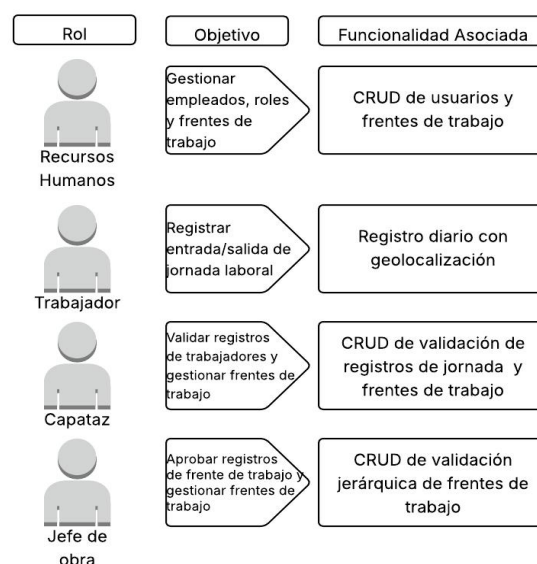 Rol
Objetivo
Funcionalidad Asociada
Recursos
Humanos
Gestionar
empleados, roles
y frentes de
trabajo
CRUD de usuarios y
frentes de trabajo
Trabajador
Registrar
entrada/salida de
jornada laboral
Registro diario con
geolocalización
Capataz
Validar registros
de trabajadores y
gestionar frentes de
trabajo
CRUD de validación de
registros de jornada y
frentes de trabajo
Jefe de
obra
Aprobar registros
de frente de trabajo y
gestionar frentes de
trabajo
CRUD de validación
jerárquica de frentes de
trabajo